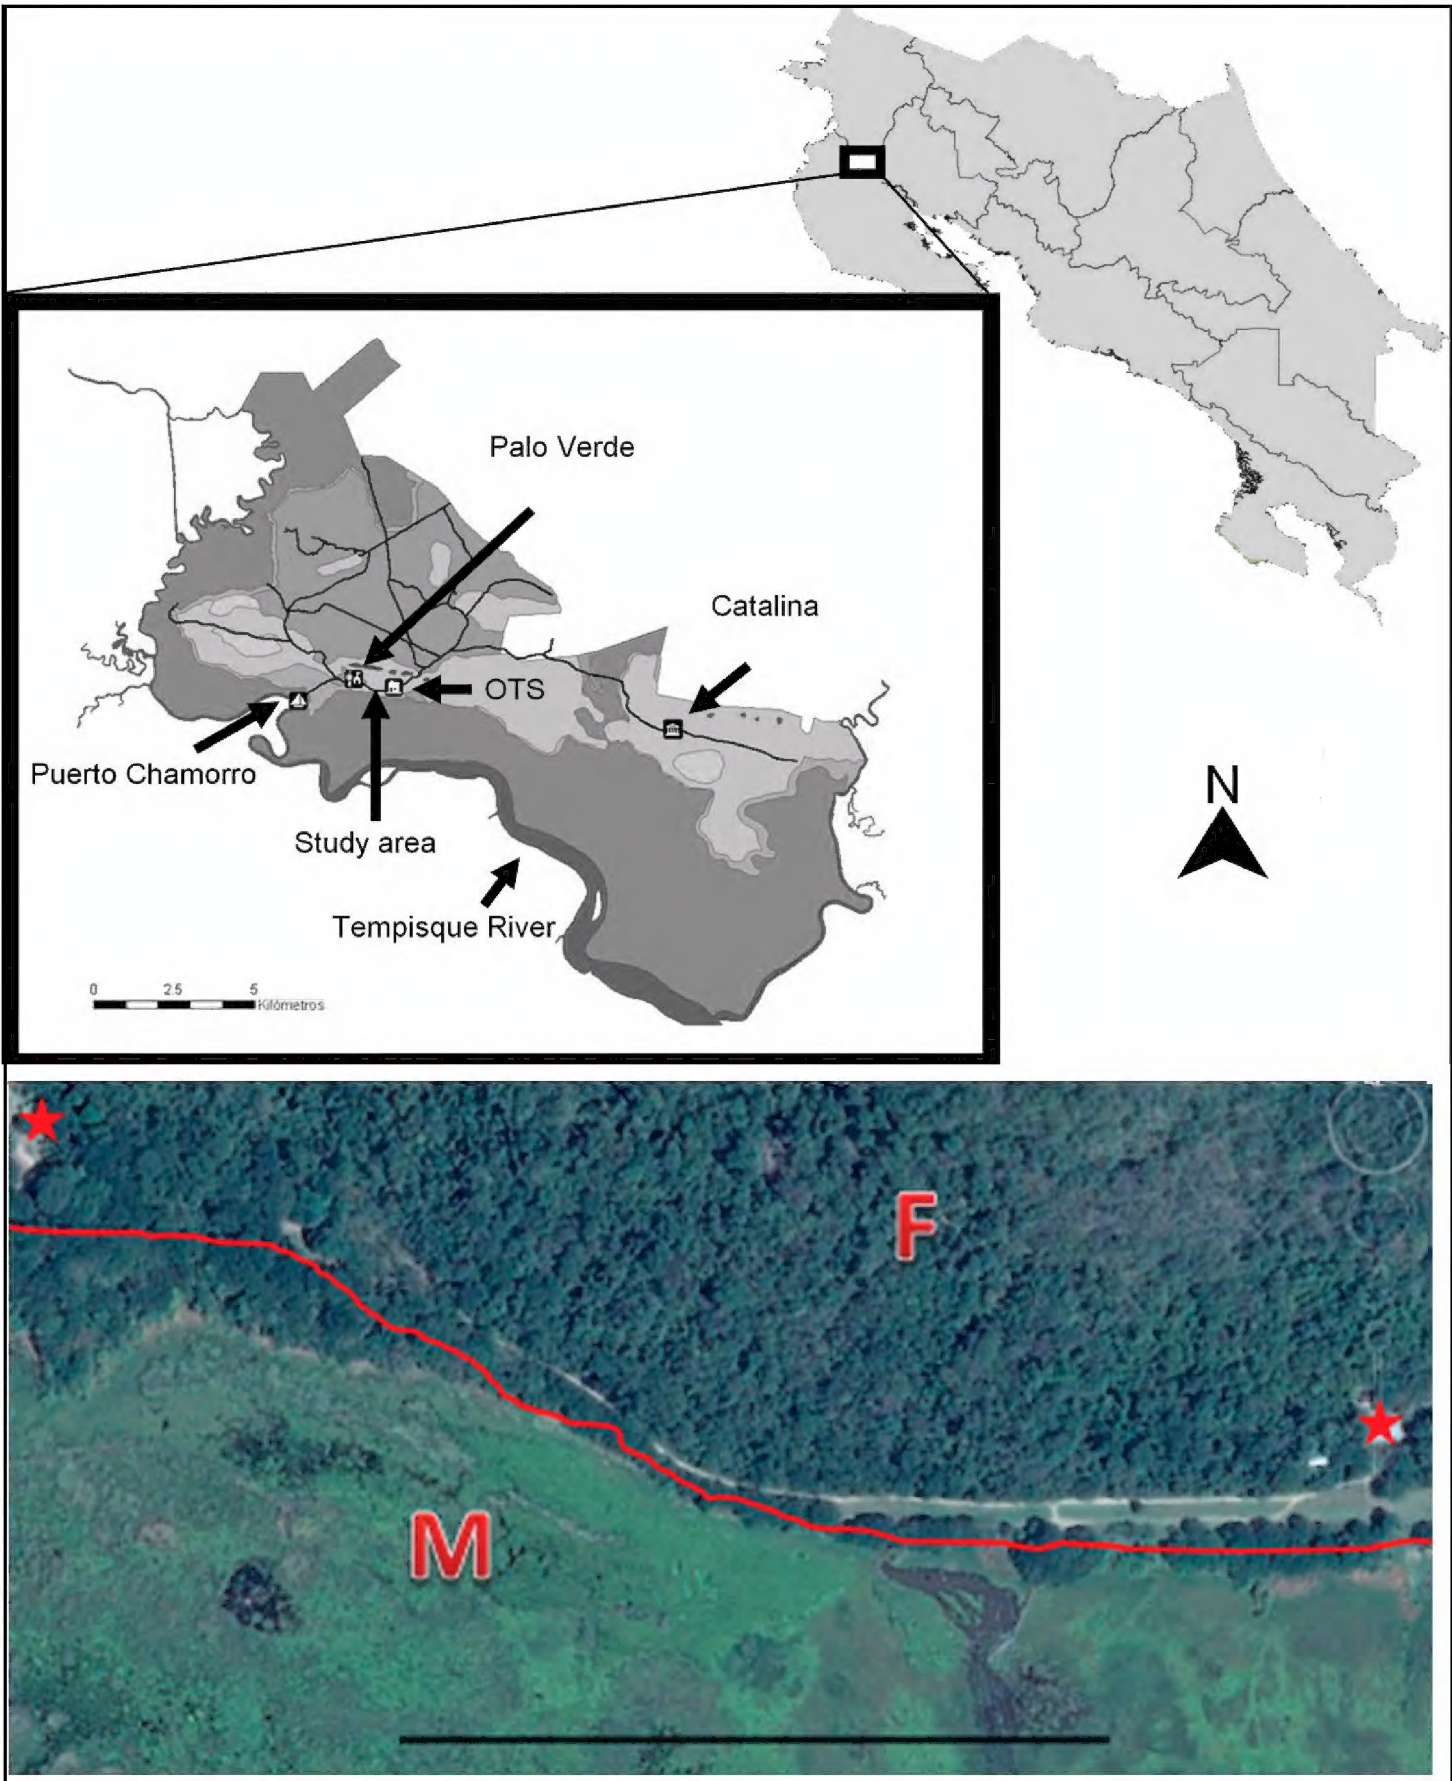 Palo Verde
Catalina
OTS
Puerto Chamorro
Study area
Tempisque River
0 2.5 5
Kilómetros
N
F
M